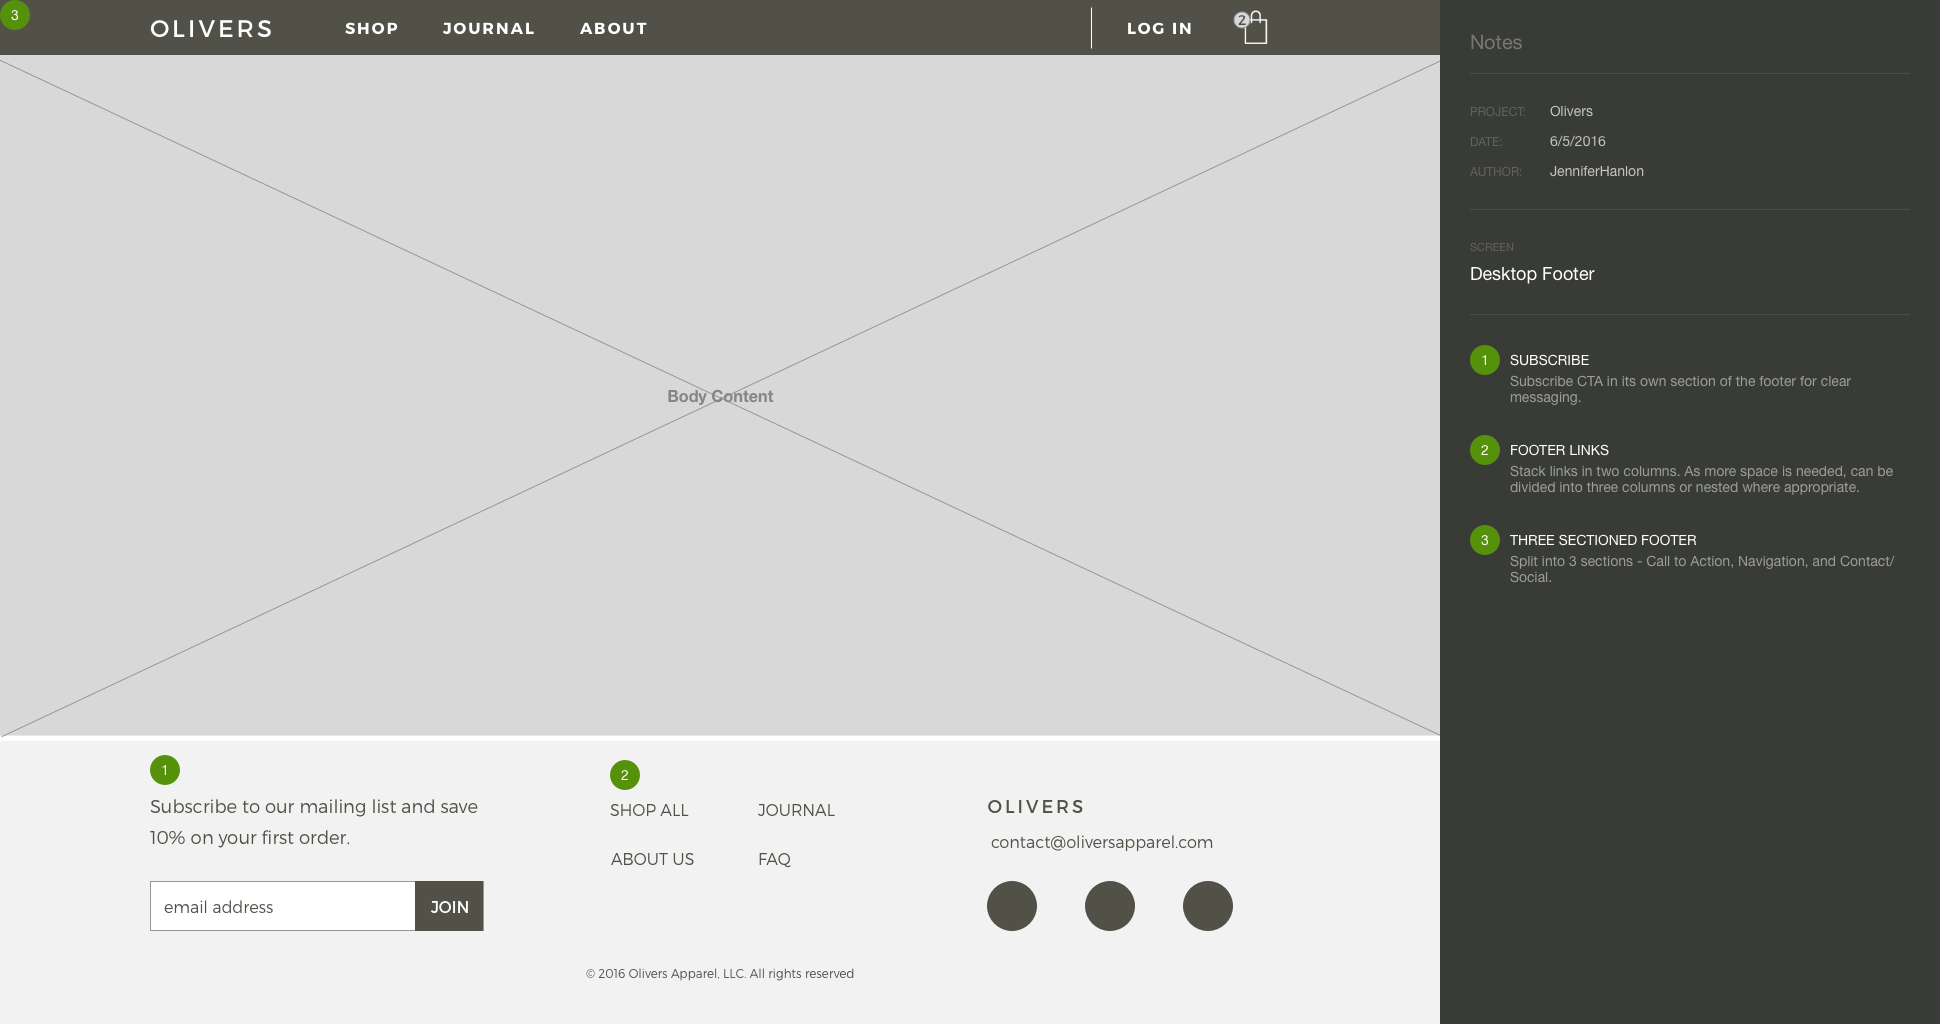 3
OLIVERS SHOP JOURNAL ABOUT LOG IN 2
Body Content
1
Subscribe to our mailing list and save
10% on your first order.
email address JOIN
2
SHOP ALL JOURNAL
ABOUT US FAQ
OLIVERS
contact@oliversapparel.com
© 2016 Olivers Apparel, LLC. All rights reserved
Notes
PROJECT: Olivers
DATE: 6/5/2016
AUTHOR: JenniferHanlon
SCREEN
Desktop Footer
1 SUBSCRIBE
Subscribe CTA in its own section of the footer for clear
messaging.
2 FOOTER LINKS
Stack links in two columns. As more space is needed, can be
divided into three columns or nested where appropriate.
3 THREE SECTIONED FOOTER
Split into 3 sections - Call to Action, Navigation, and Contact/
Social.